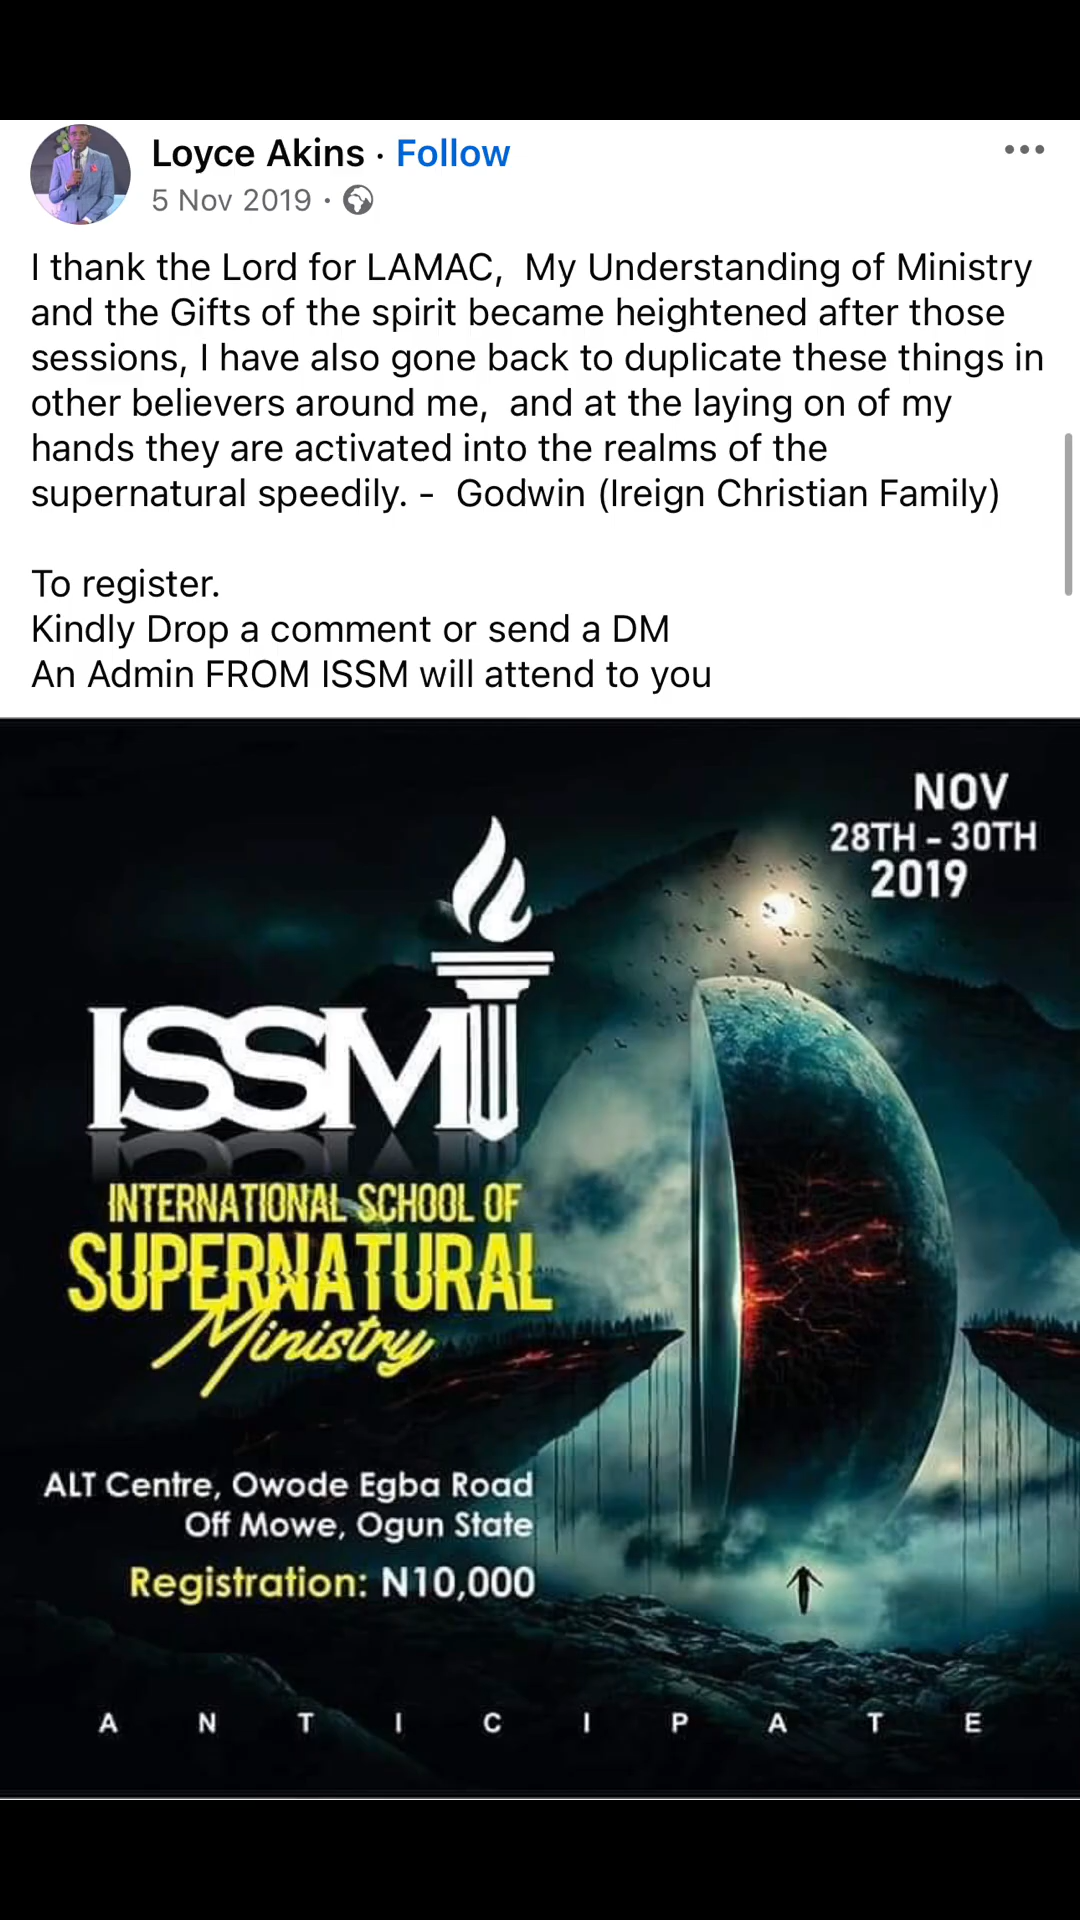 Loyce Akins · Follow
5 Nov 2019 ·
I thank the Lord for LAMAC,  My Understanding of Ministry
and the Gifts of the spirit became heightened after those
sessions, I have also gone back to duplicate these things in
other believers around me,  and at the laying on of my
hands they are activated into the realms of the
supernatural speedily. -  Godwin (Ireign Christian Family)
To register.
Kindly Drop a comment or send a DM
An Admin FROM ISSM will attend to you
NOV
28TH - 30TH
2019
ISSM
INTERNATIONAL SCHOOL OF
SUPERNATURAL
Ministry
ALT Centre, Owode Egba Road
Off Mowe, Ogun State
Registration: N10,000
ANTICIPATE